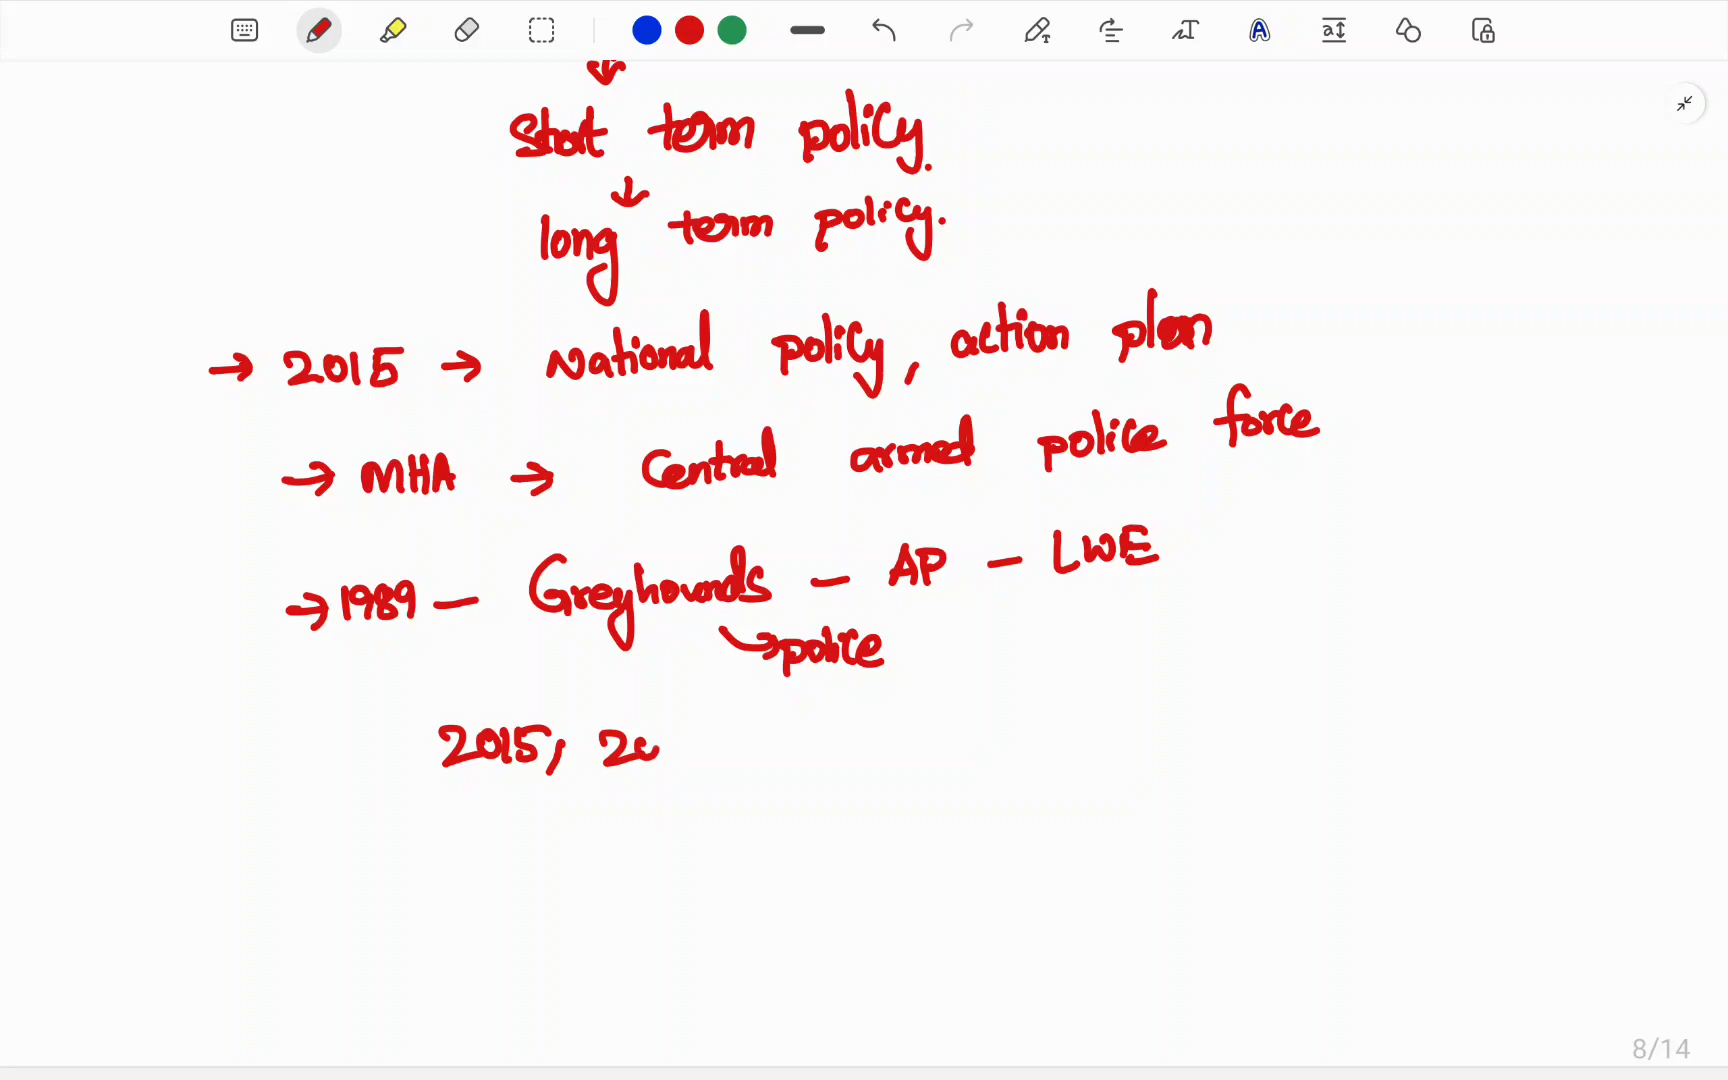 Short term policy.
↓
long term policy.
→ 2015 → National policy, action plan
→ MHA → Central armed police force
→ 1989 – Greyhounds – AP – LWE
→ police
2015, 20
8/14